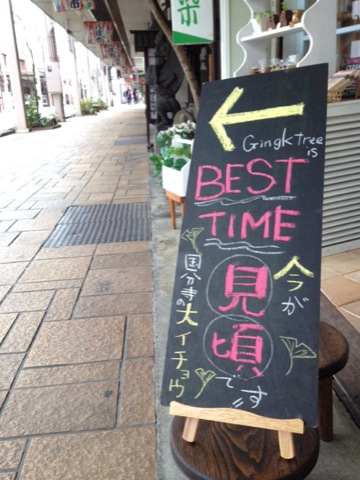 薬
Gingk tree
is
BEST
TIME
今が
見頃
です
国分寺の大イチョウ